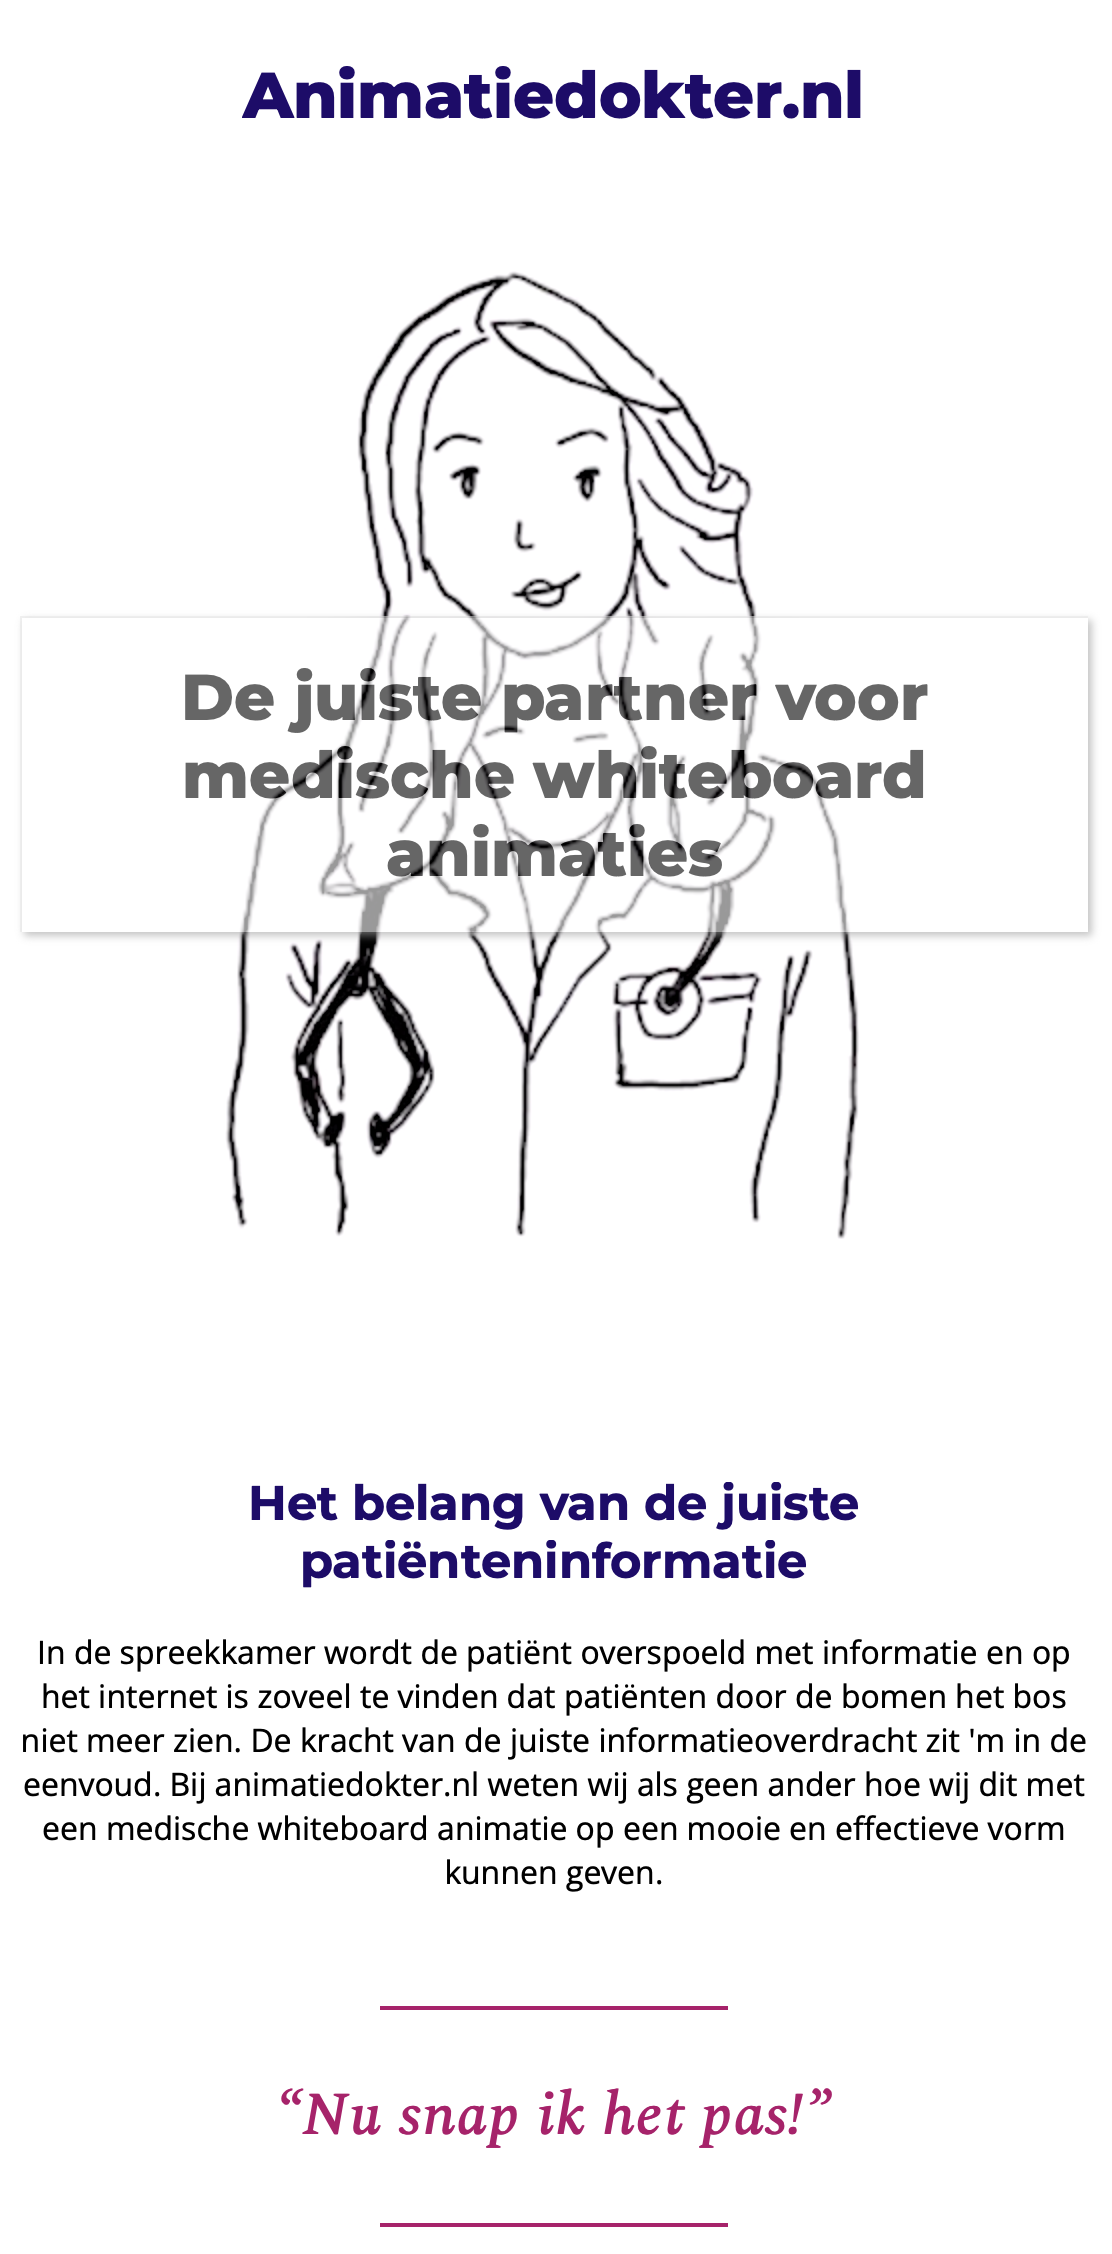 Animatiedokter.nl
De juiste partner voor
medische whiteboard
animaties
Het belang van de juiste
patiënteninformatie
In de spreekkamer wordt de patiënt overspoeld met informatie en op
het internet is zoveel te vinden dat patiënten door de bomen het bos
niet meer zien. De kracht van de juiste informatieoverdracht zit 'm in de
eenvoud. Bij animatiedokter.nl weten wij als geen ander hoe wij dit met
een medische whiteboard animatie op een mooie en effectieve vorm
kunnen geven.
“Nu snap ik het pas!”